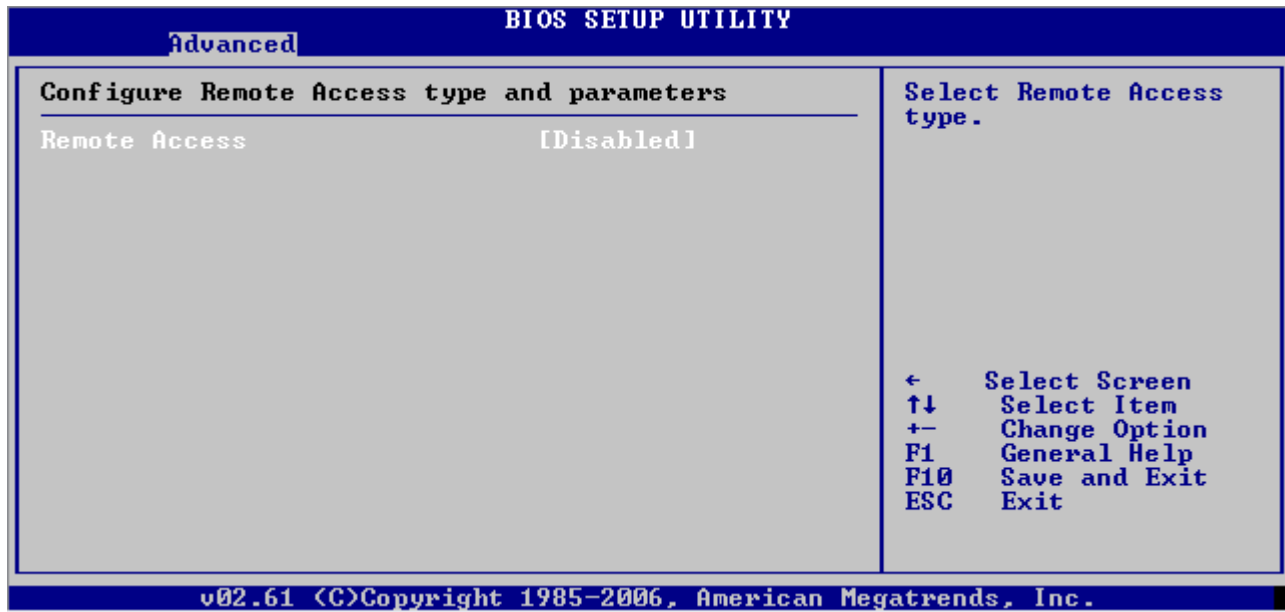 BIOS SETUP UTILITY
Advanced
Configure Remote Access type and parameters
Remote Access [Disabled]
Select Remote Access
type.
← Select Screen
↑↓ Select Item
+- Change Option
F1 General Help
F10 Save and Exit
ESC Exit
v02.61 (C)Copyright 1985-2006, American Megatrends, Inc.